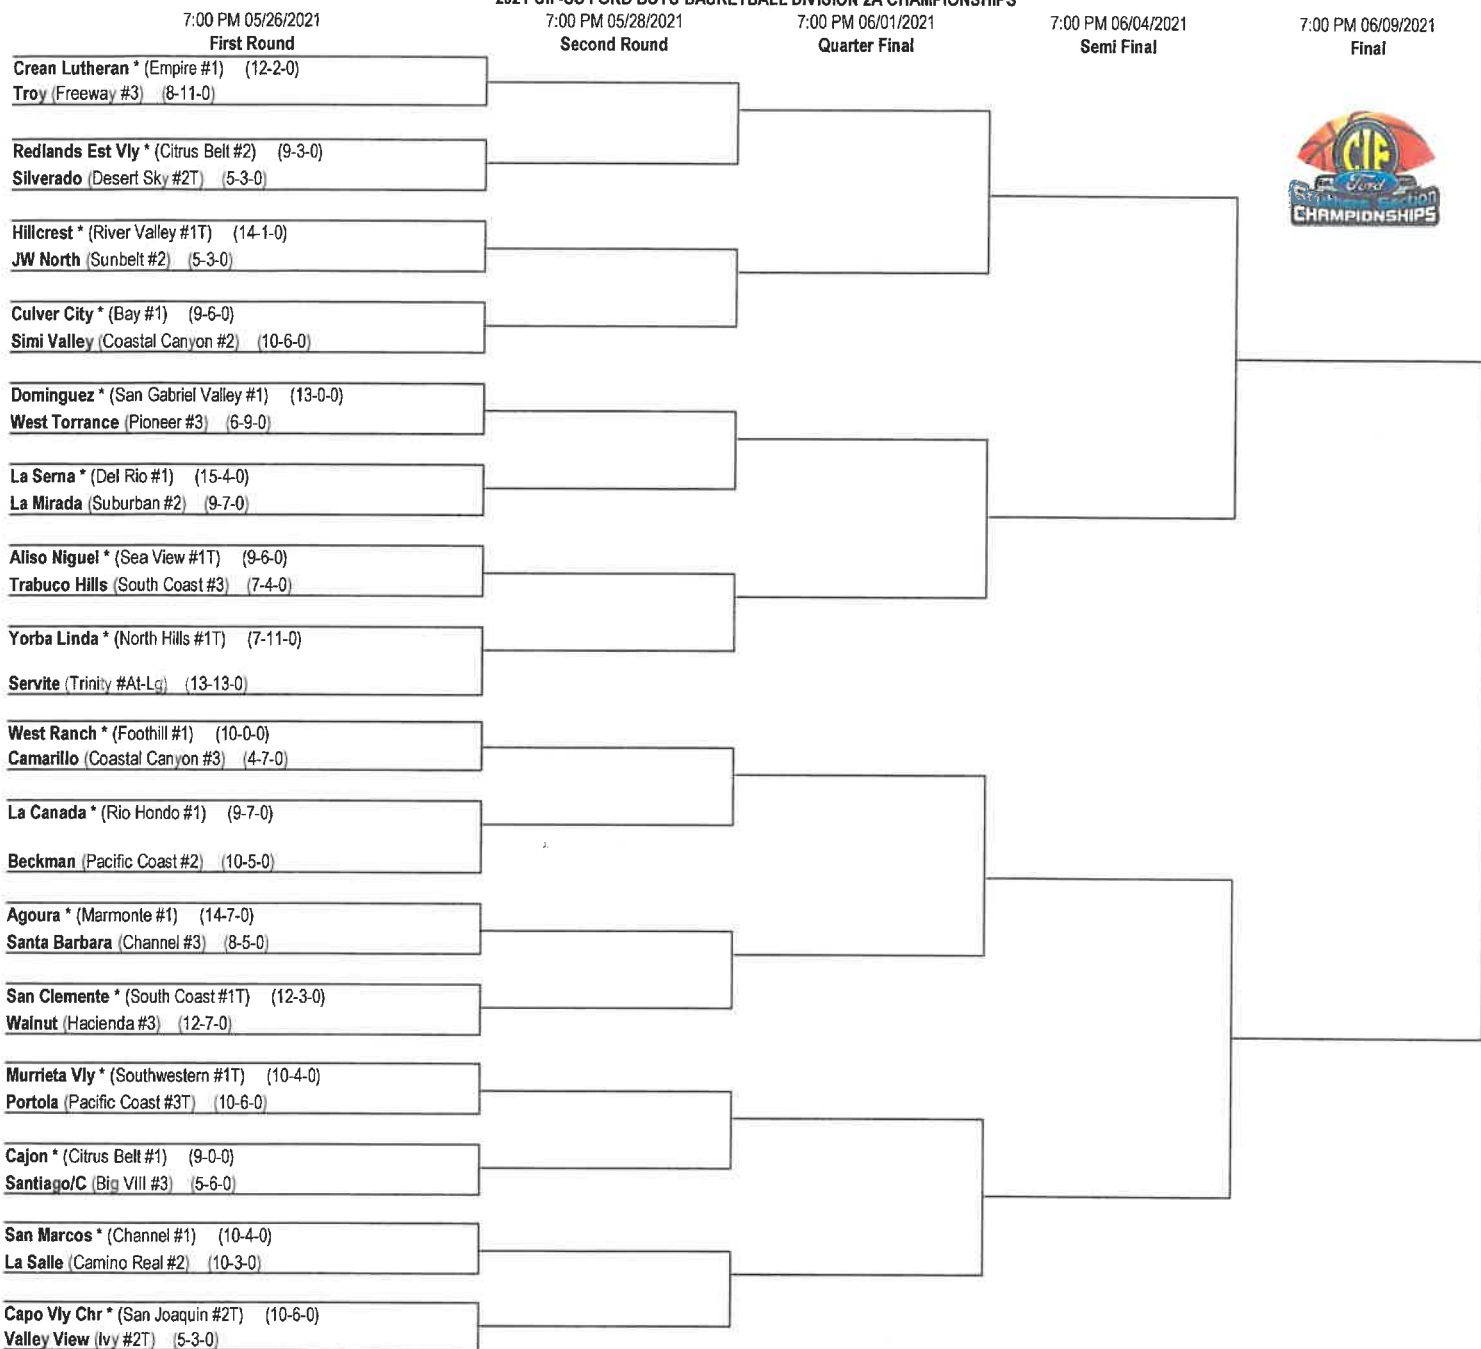 2021 CIF-SS FORD BOYS BASKETBALL DIVISION 2A CHAMPIONSHIPS
7:00 PM 05/26/2021 7:00 PM 05/28/2021 7:00 PM 06/01/2021 7:00 PM 06/04/2021 7:00 PM 06/09/2021
First Round Second Round Quarter Final Semi Final Final
Crean Lutheran * (Empire #1) (12-2-0)
Troy (Freeway #3) (8-11-0)
Redlands Est Vly * (Citrus Belt #2) (9-3-0)
Silverado (Desert Sky #2T) (5-3-0)
Hillcrest * (River Valley #1T) (14-1-0)
JW North (Sunbelt #2) (5-3-0)
Culver City * (Bay #1) (9-6-0)
Simi Valley (Coastal Canyon #2) (10-6-0)
Dominguez * (San Gabriel Valley #1) (13-0-0)
West Torrance (Pioneer #3) (6-9-0)
La Serna * (Del Rio #1) (15-4-0)
La Mirada (Suburban #2) (9-7-0)
Aliso Niguel * (Sea View #1T) (9-6-0)
Trabuco Hills (South Coast #3) (7-4-0)
Yorba Linda * (North Hills #1T) (7-11-0)
Servite (Trinity #At-Lg) (13-13-0)
West Ranch * (Foothill #1) (10-0-0)
Camarillo (Coastal Canyon #3) (4-7-0)
La Canada * (Rio Hondo #1) (9-7-0)
Beckman (Pacific Coast #2) (10-5-0)
Agoura * (Marmonte #1) (14-7-0)
Santa Barbara (Channel #3) (8-5-0)
San Clemente * (South Coast #1T) (12-3-0)
Walnut (Hacienda #3) (12-7-0)
Murrieta Vly * (Southwestern #1T) (10-4-0)
Portola (Pacific Coast #3T) (10-6-0)
Cajon * (Citrus Belt #1) (9-0-0)
Santiago/C (Big VIII #3) (5-6-0)
San Marcos * (Channel #1) (10-4-0)
La Salle (Camino Real #2) (10-3-0)
Capo Vly Chr * (San Joaquin #2T) (10-6-0)
Valley View (Ivy #2T) (5-3-0)
CIF
Ford
Southern Section
CHAMPIONSHIPS